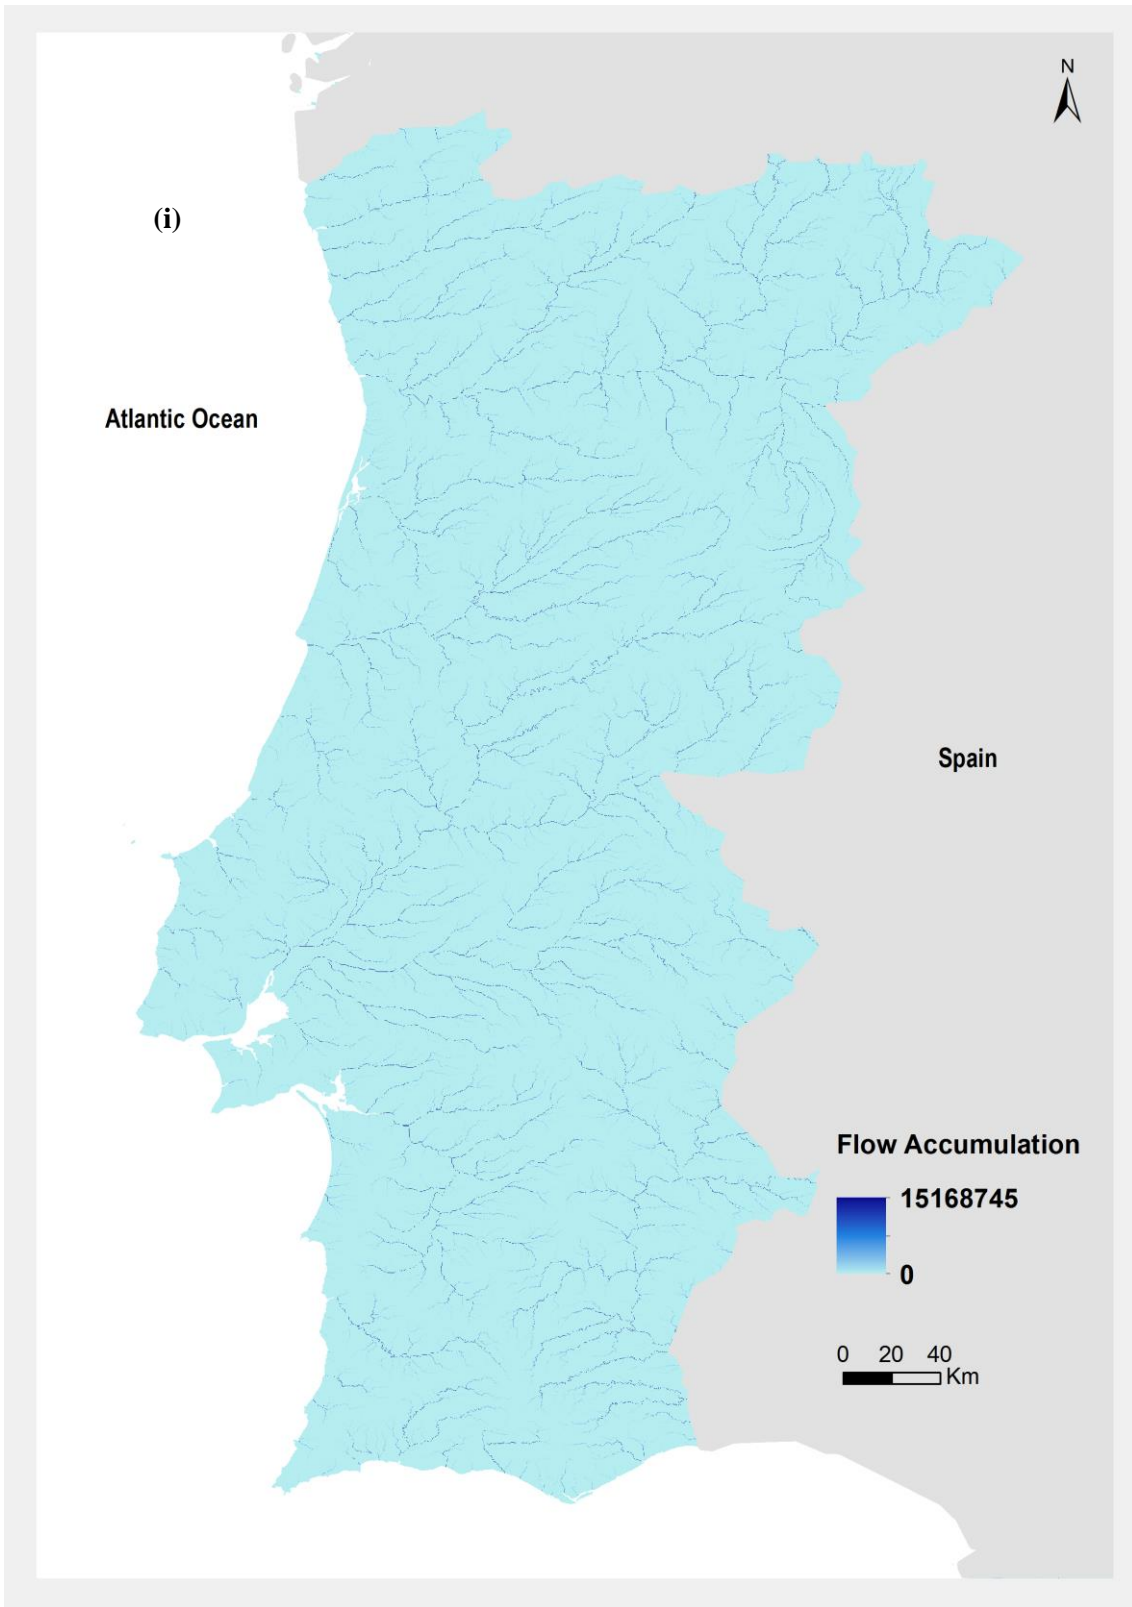 N
(i)
Atlantic Ocean
Spain
Flow Accumulation
15168745
0
0 20 40
Km